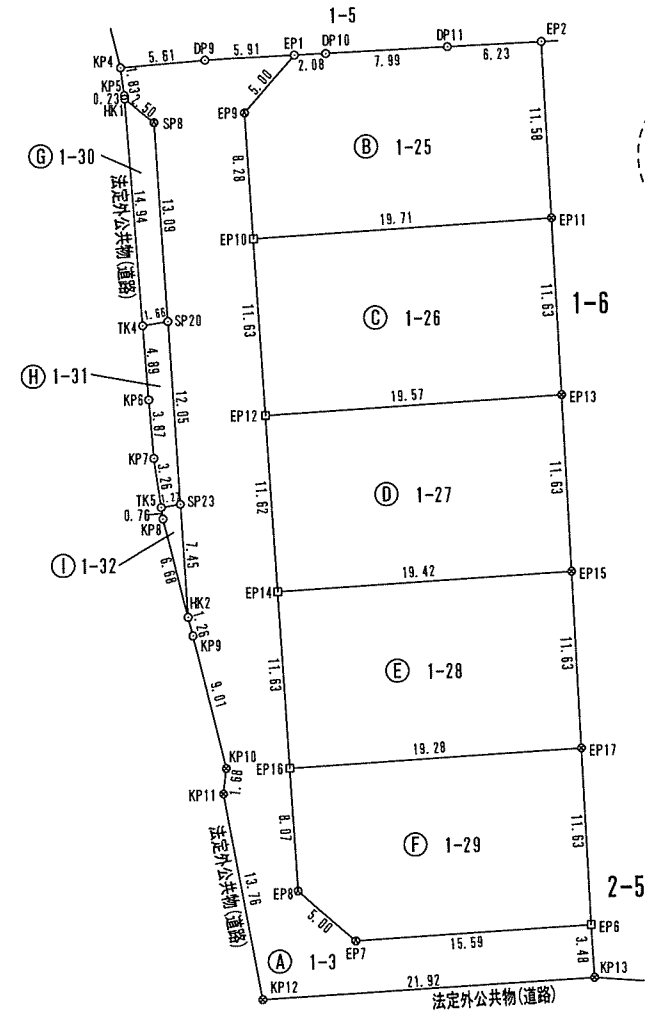 1-5
KP4
5.61
DP9
5.91
EP1
DP10
2.08
7.99
DP11
6.23
EP2
1.83
KP5
0.23
HK1
2.50
SP8
5.00
EP9
11.58
Ⓖ 1-30
Ⓑ 1-25
8.28
法定外公共物(道路)
14.94
13.09
EP10
19.71
EP11
TK4
1.66
SP20
11.63
Ⓒ 1-26
11.63
1-6
4.89
Ⓗ 1-31
KP6
12.05
EP12
19.57
EP13
3.87
KP7
3.26
11.62
Ⓓ 1-27
11.63
TK5
1.27
SP23
0.76
KP8
Ⓘ 1-32
7.45
6.68
EP14
19.42
EP15
HK2
1.26
KP9
11.63
Ⓔ 1-28
11.63
9.01
KP10
EP16
19.28
EP17
1.68
KP11
8.07
法定外公共物(道路)
13.76
Ⓕ 1-29
11.63
EP8
2-5
5.00
EP7
15.59
EP6
3.48
Ⓐ 1-3
KP12
21.92
KP13
法定外公共物(道路)